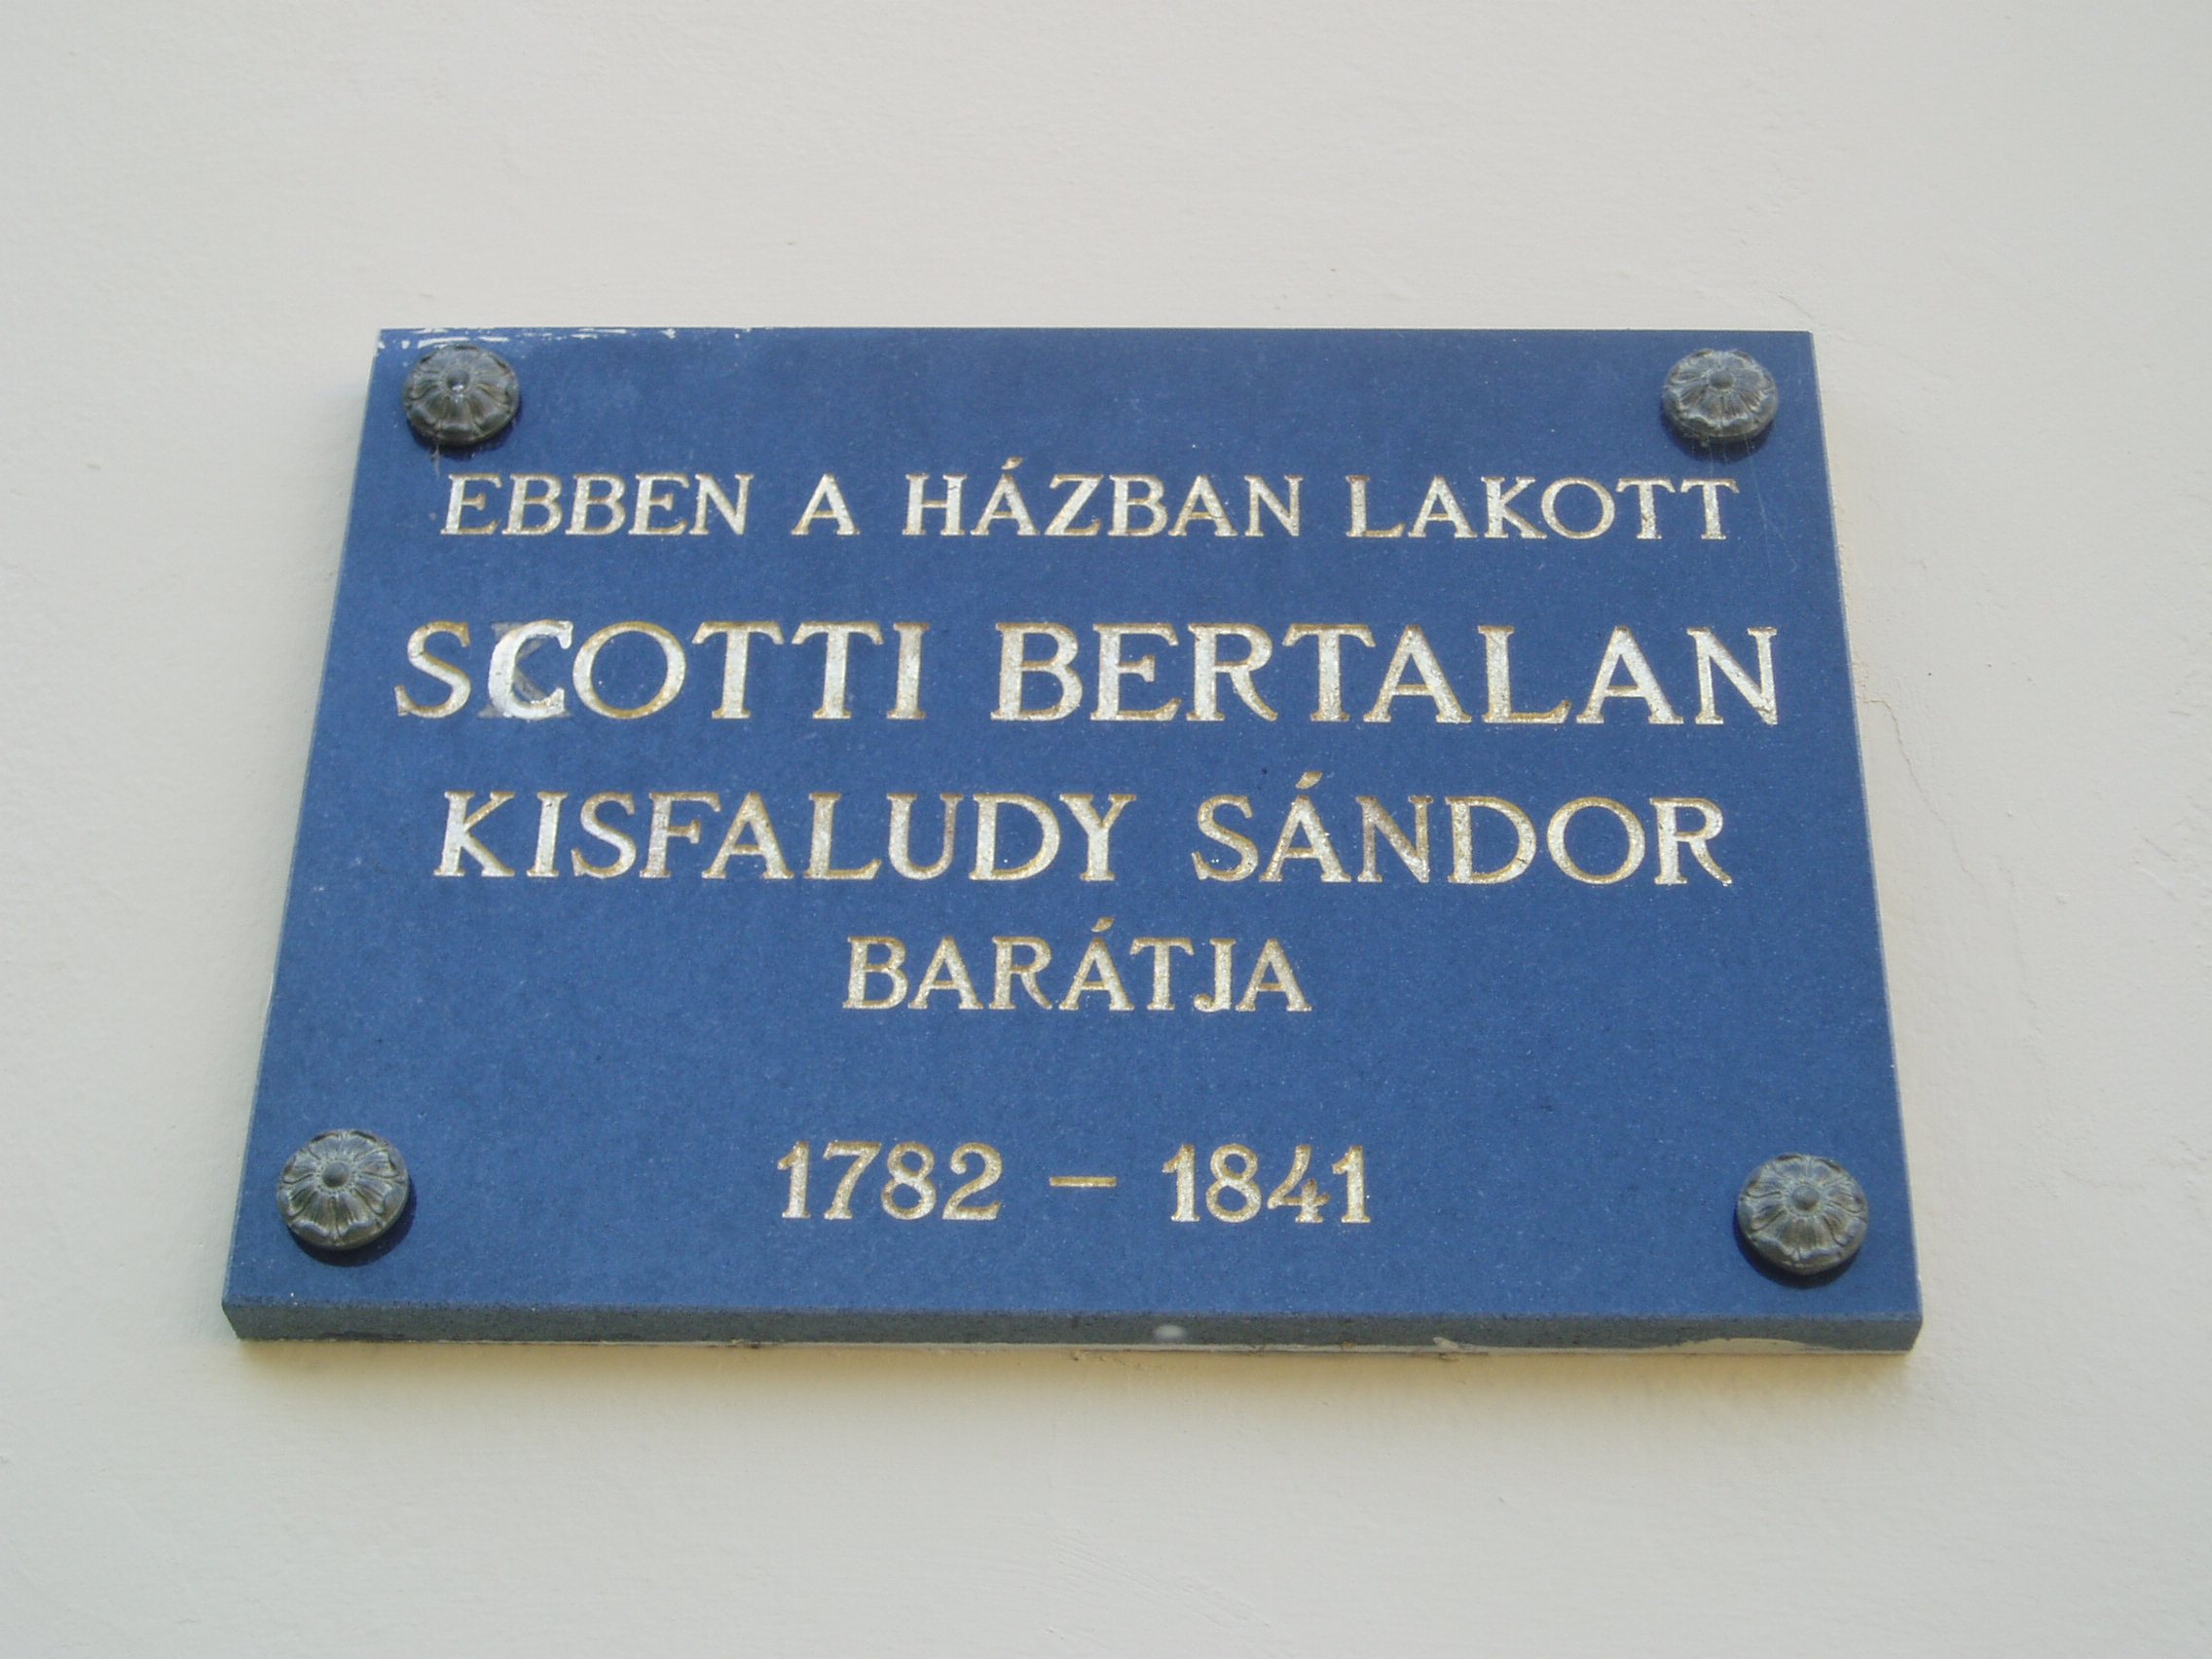 EBBEN A HÁZBAN LAKOTT
SCOTTI BERTALAN
KISFALUDY SÁNDOR
BARÁTJA
1782 – 1841